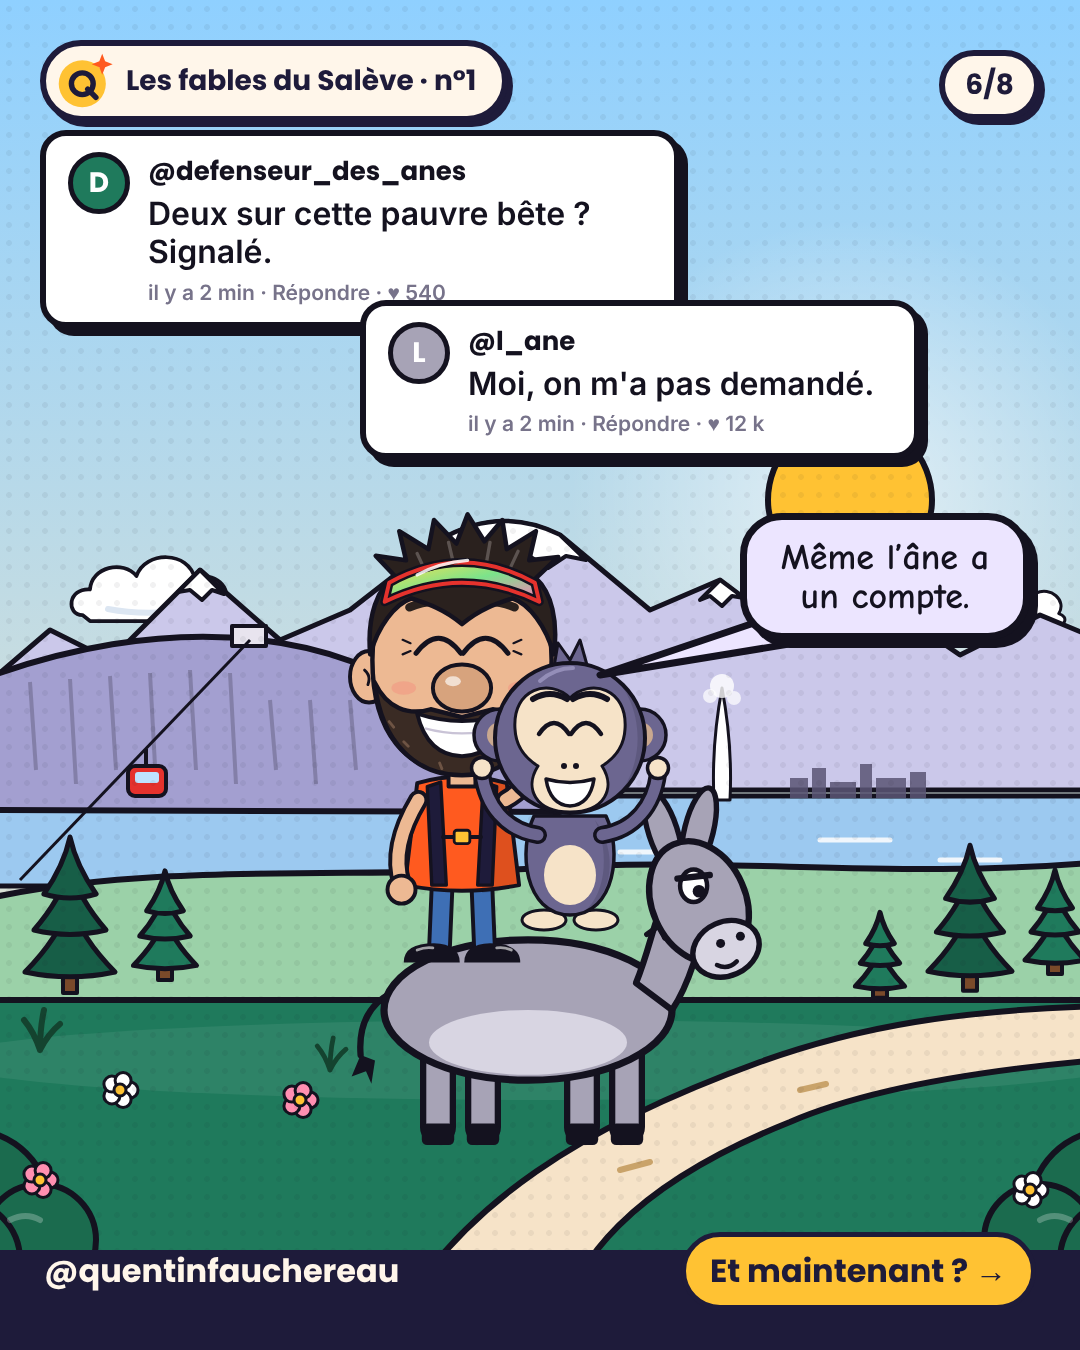 Q
Les fables du Salève · nº1
6/8
D
@defenseur_des_anes
Deux sur cette pauvre bête ?
Signalé.
il y a 2 min · Répondre · ♥ 540
L
@l_ane
Moi, on m'a pas demandé.
il y a 2 min · Répondre · ♥ 12 k
Même l'âne a
un compte.
@quentinfauchereau
Et maintenant ? →